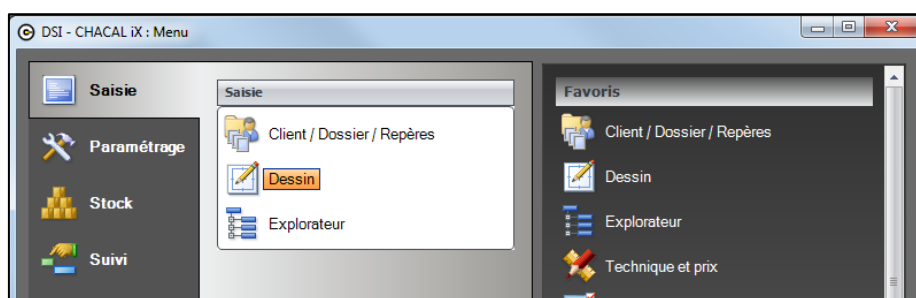 DSI - CHACAL iX : Menu
Saisie
Paramétrage
Stock
Suivi
Saisie
Client / Dossier / Repères
Dessin
Explorateur
Favoris
Client / Dossier / Repères
Dessin
Explorateur
Technique et prix